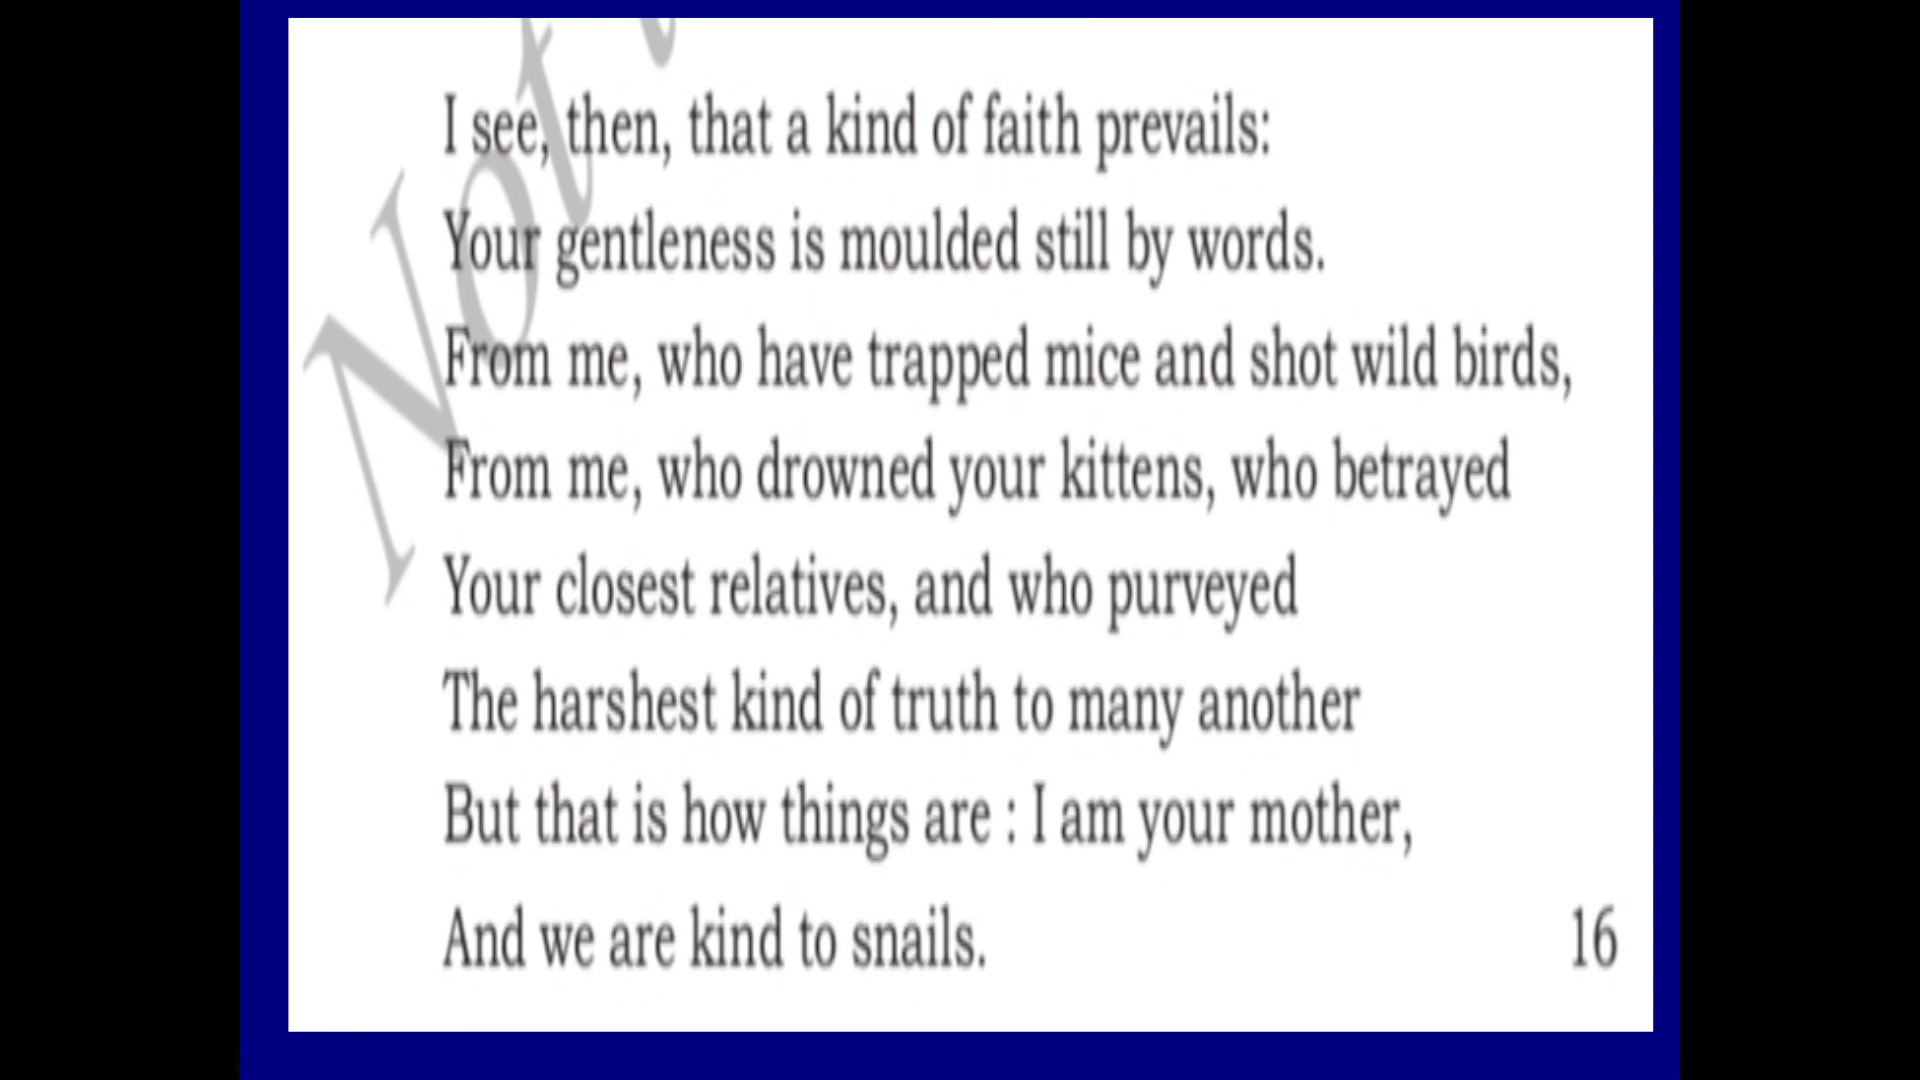 Not
I see, then, that a kind of faith prevails:
Your gentleness is moulded still by words.
From me, who have trapped mice and shot wild birds,
From me, who drowned your kittens, who betrayed
Your closest relatives, and who purveyed
The harshest kind of truth to many another
But that is how things are : I am your mother,
And we are kind to snails. 16